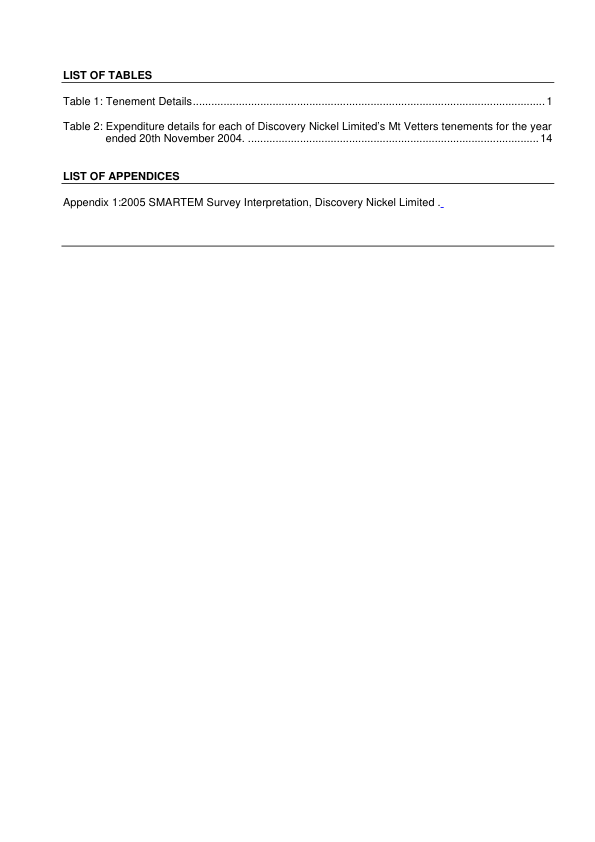 LIST OF TABLES
Table 1: Tenement Details....................................................................................................................1
Table 2: Expenditure details for each of Discovery Nickel Limited's Mt Vetters tenements for the year
ended 20th November 2004. ................................................................................................14
LIST OF APPENDICES
Appendix 1:2005 SMARTEM Survey Interpretation, Discovery Nickel Limited ._